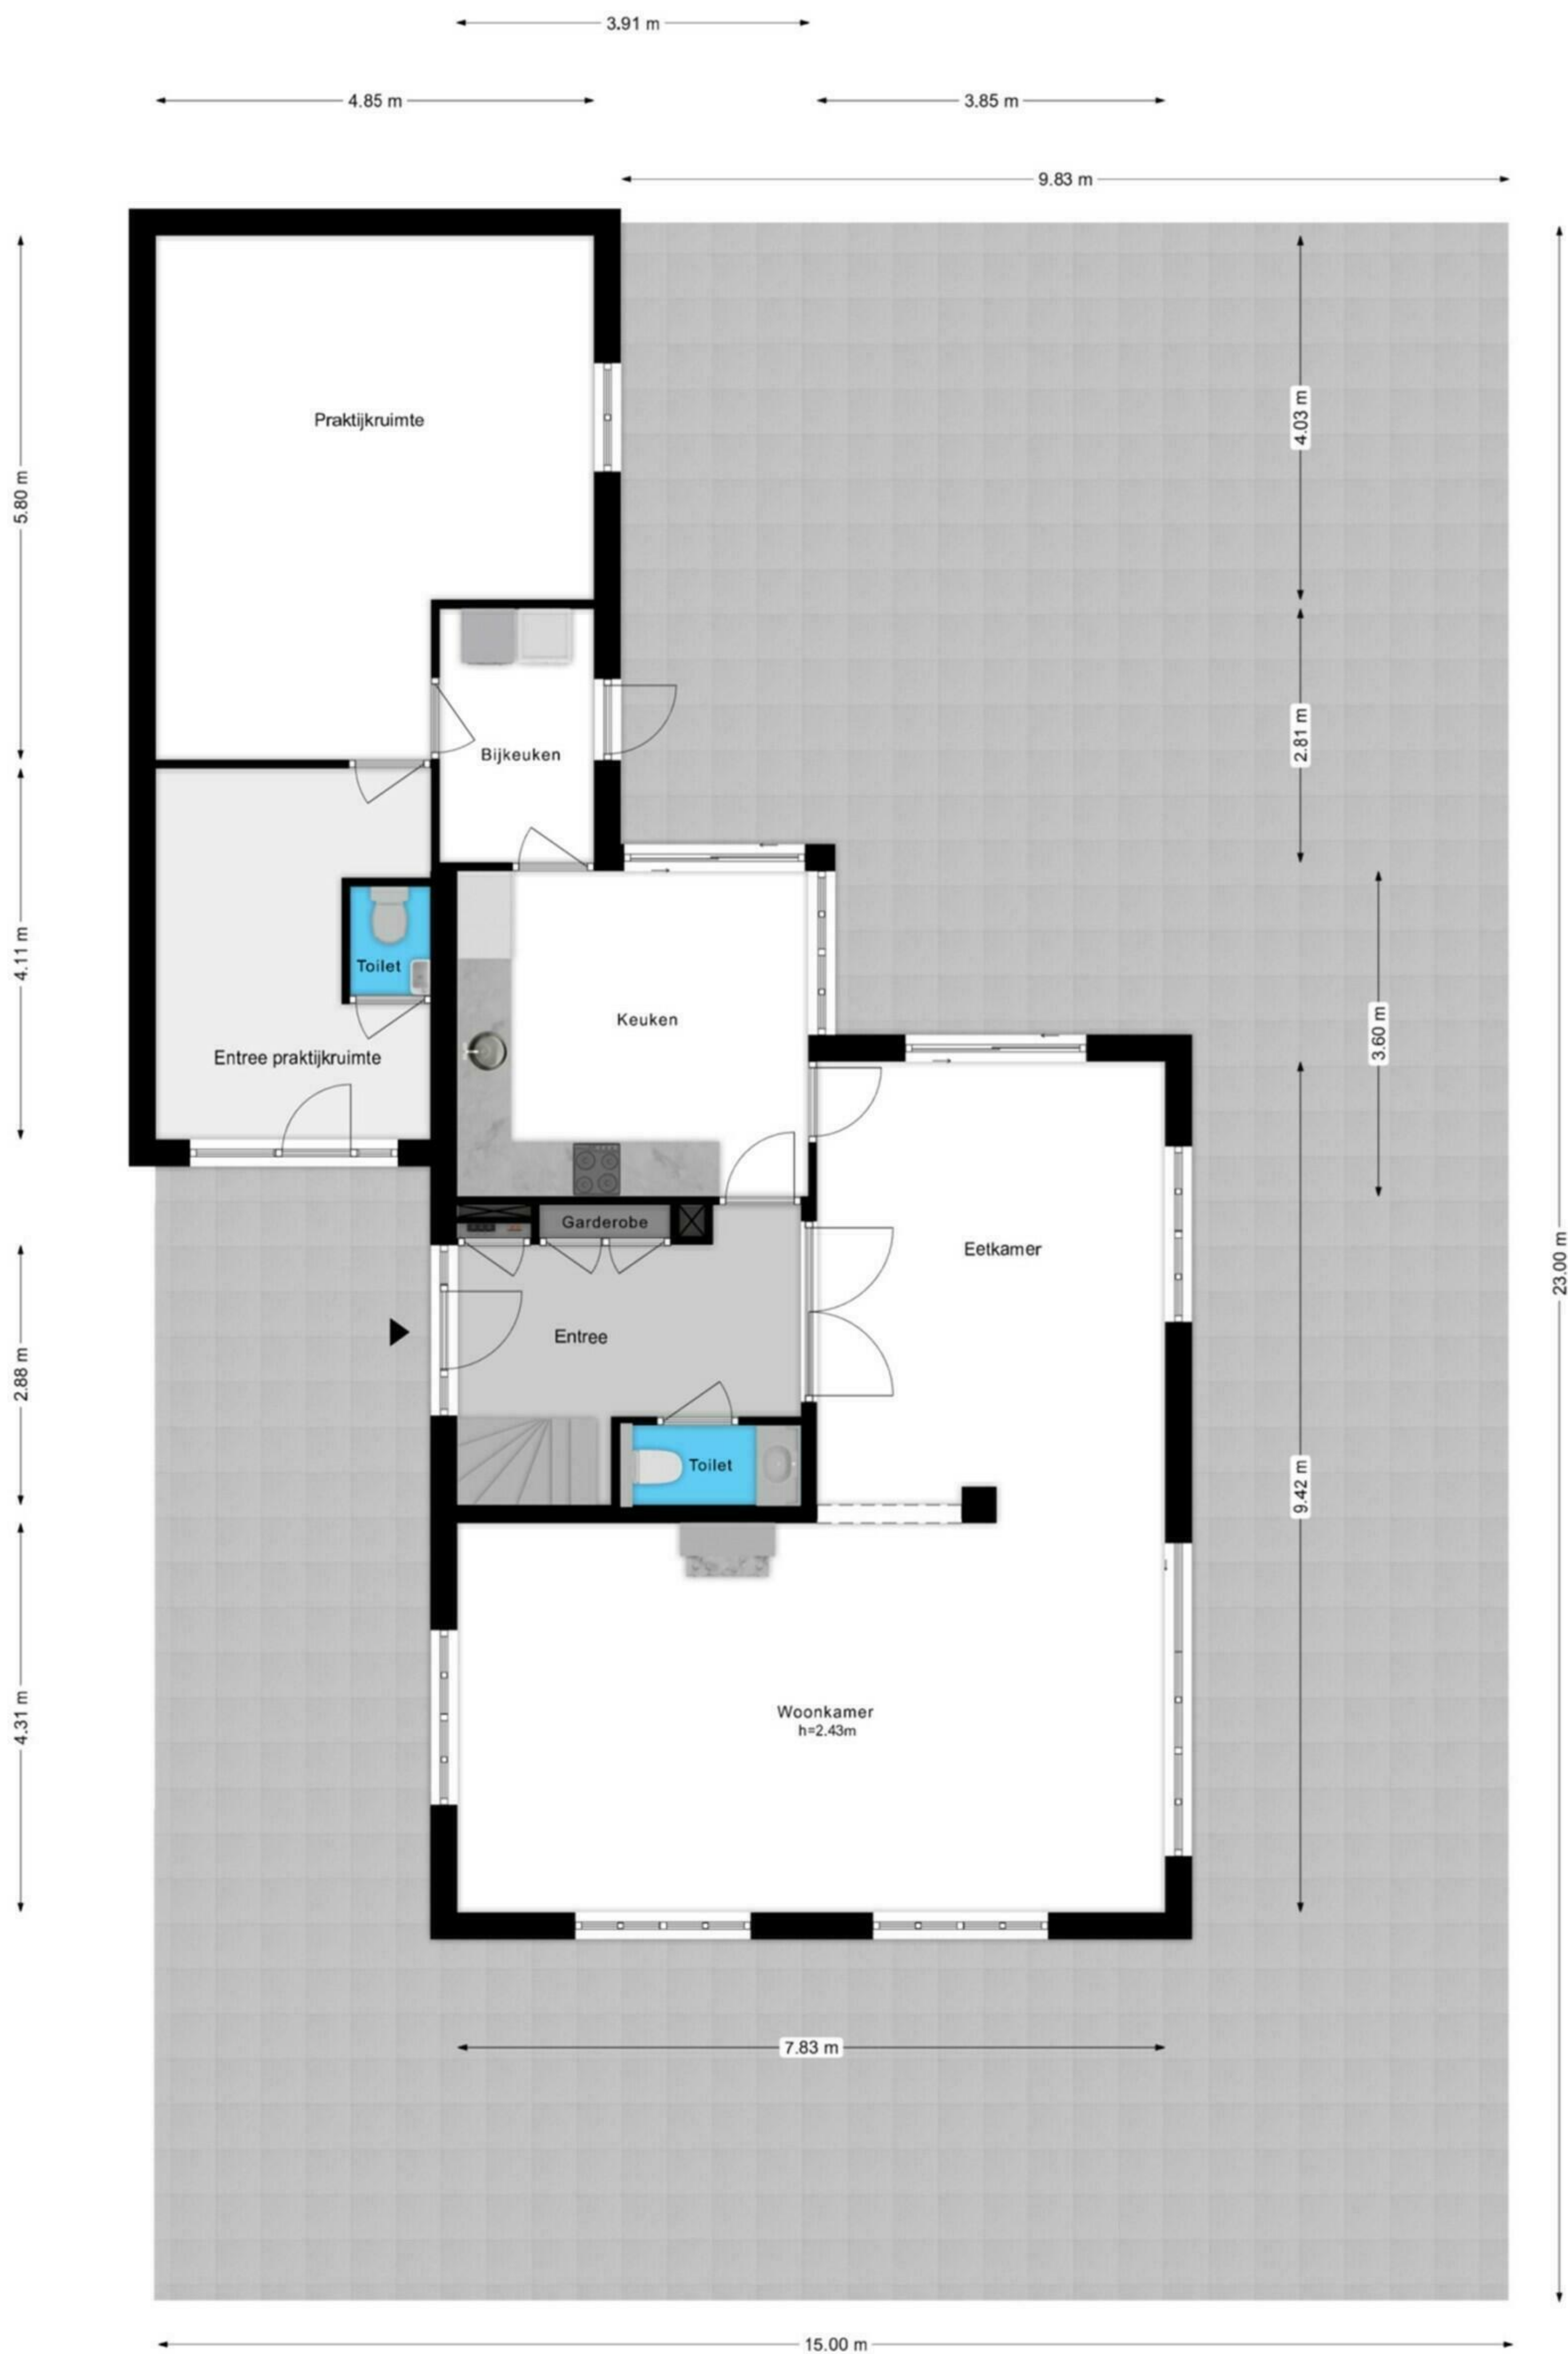 3.91 m
4.85 m
3.85 m
9.83 m
Praktijkruimte
4.03 m
5.80 m
2.81 m
Bijkeuken
Toilet
4.11 m
Keuken
3.60 m
Entree praktijkruimte
Garderobe
Eetkamer
23.00 m
Entree
2.88 m
Toilet
9.42 m
4.31 m
Woonkamer
h=2.43m
7.83 m
15.00 m